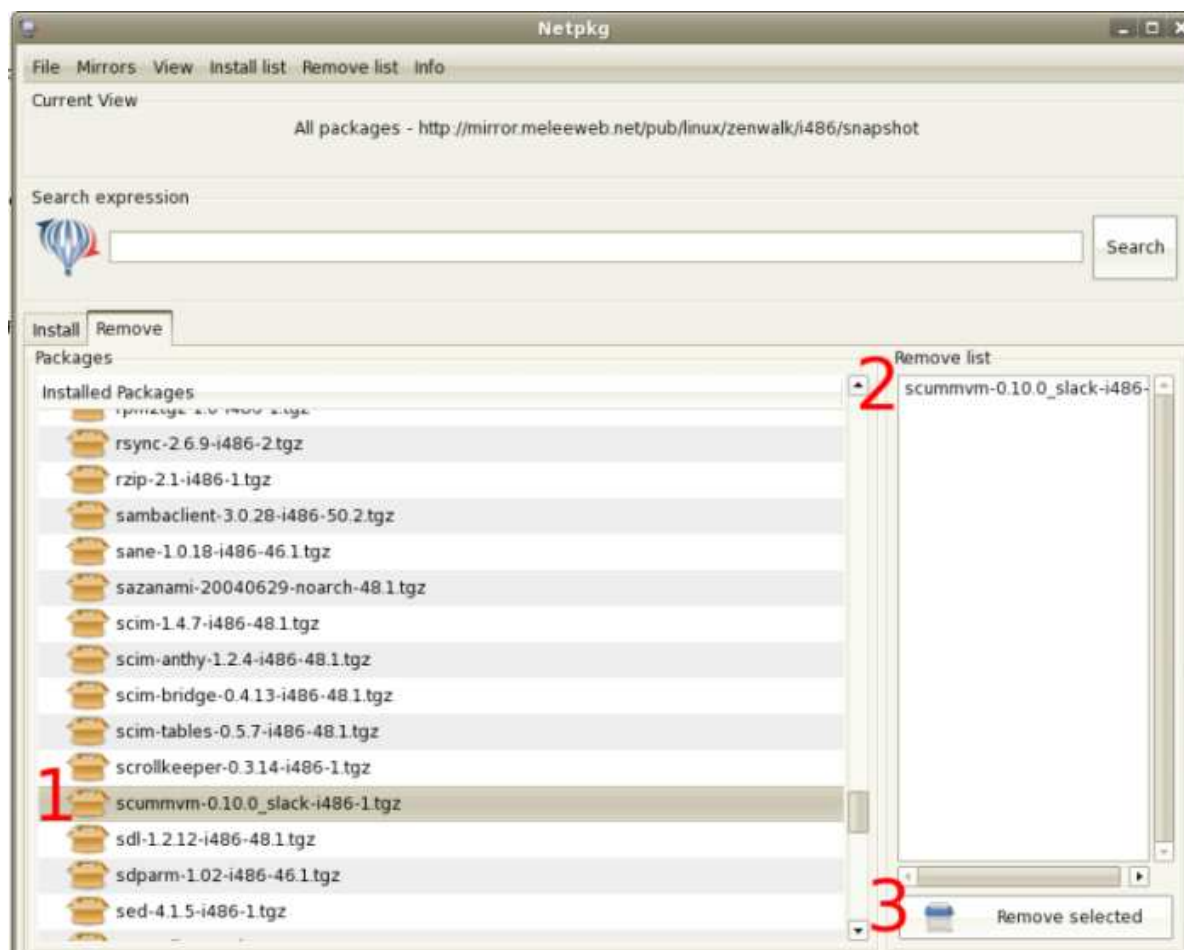 Netpkg
File Mirrors View Install list Remove list Info
Current View
All packages - http://mirror.meleeweb.net/pub/linux/zenwalk/i486/snapshot
Search expression
Search
Install Remove
Packages
Installed Packages
rsync-2.6.9-i486-2.tgz
rzip-2.1-i486-1.tgz
sambaclient-3.0.28-i486-50.2.tgz
sane-1.0.18-i486-46.1.tgz
sazanami-20040629-noarch-48.1.tgz
scim-1.4.7-i486-48.1.tgz
scim-anthy-1.2.4-i486-48.1.tgz
scim-bridge-0.4.13-i486-48.1.tgz
scim-tables-0.5.7-i486-48.1.tgz
scrollkeeper-0.3.14-i486-1.tgz
1 scummvm-0.10.0_slack-i486-1.tgz
sdl-1.2.12-i486-48.1.tgz
sdparm-1.02-i486-46.1.tgz
sed-4.1.5-i486-1.tgz
Remove list
2 scummvm-0.10.0_slack-i486-
3 Remove selected